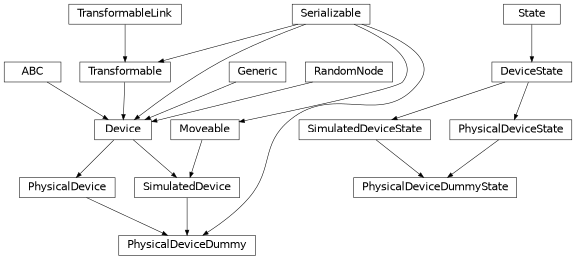 TransformableLink
Serializable
State
ABC
Transformable
Generic
RandomNode
DeviceState
Device
Moveable
SimulatedDeviceState
PhysicalDeviceState
PhysicalDevice
SimulatedDevice
PhysicalDeviceDummyState
PhysicalDeviceDummy